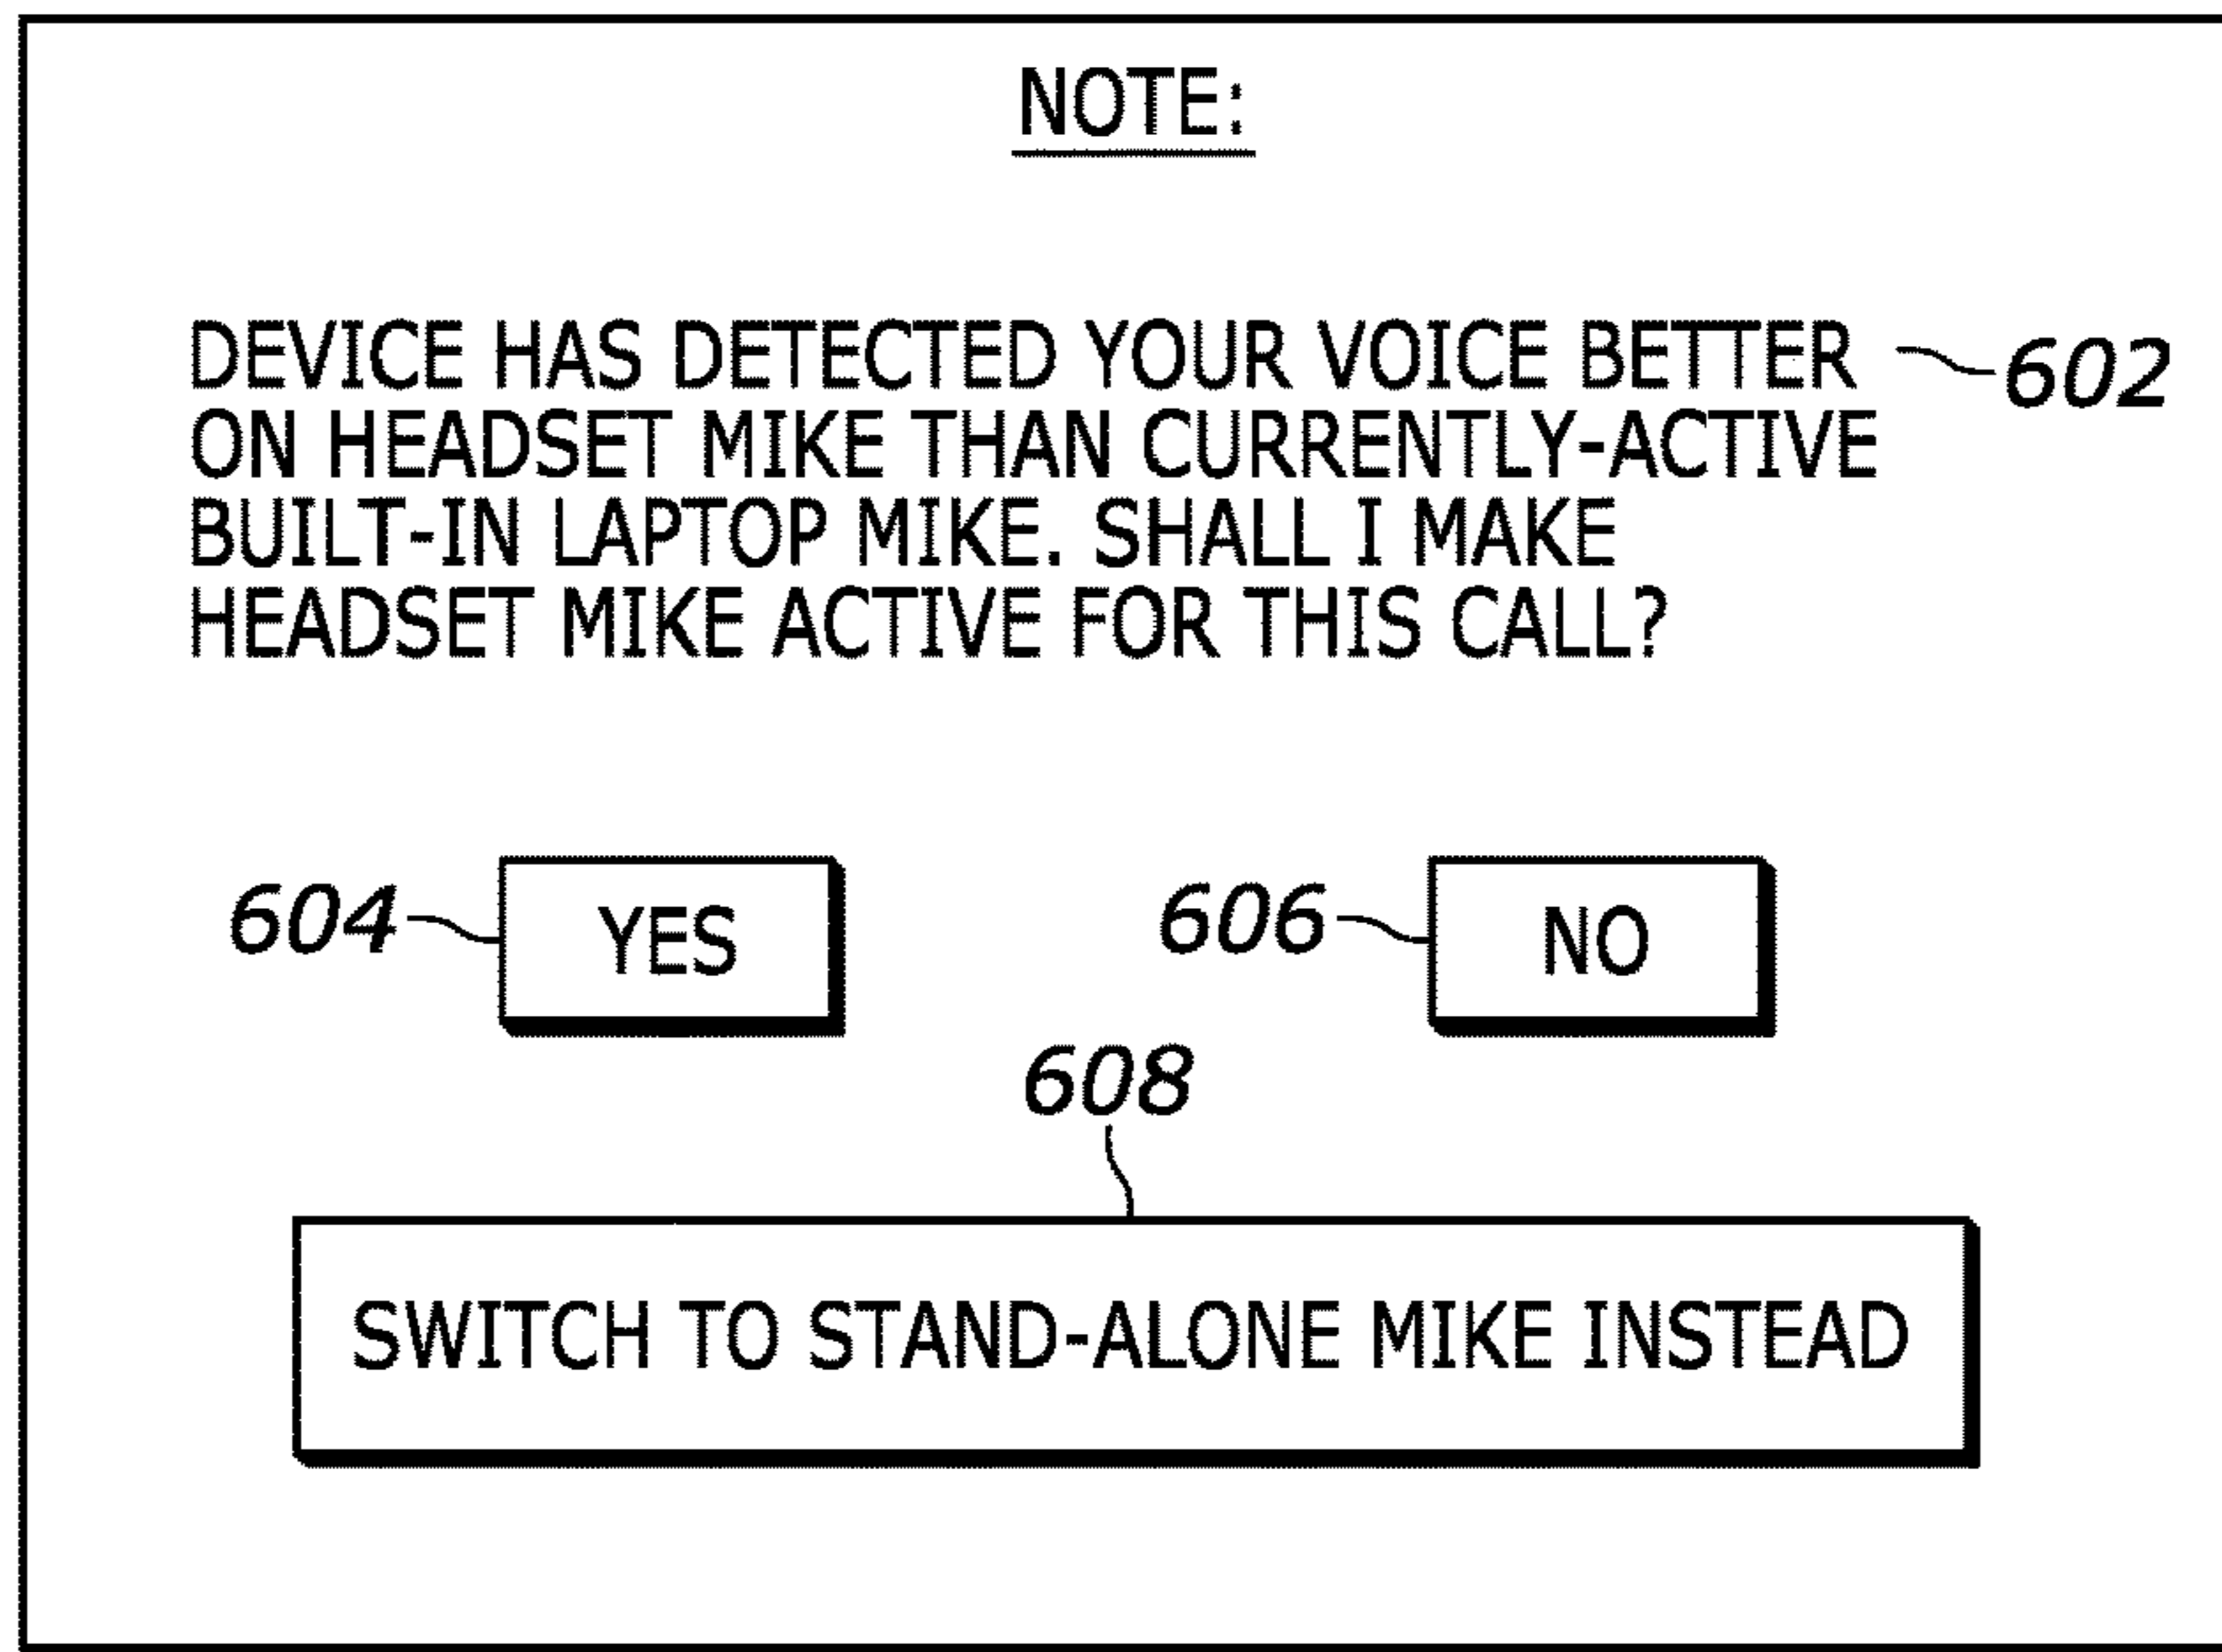 NOTE:
DEVICE HAS DETECTED YOUR VOICE BETTER
602
ON HEADSET MIKE THAN CURRENTLY-ACTIVE
BUILT-IN LAPTOP MIKE. SHALL I MAKE
HEADSET MIKE ACTIVE FOR THIS CALL?
604
YES
606
NO
608
SWITCH TO STAND-ALONE MIKE INSTEAD